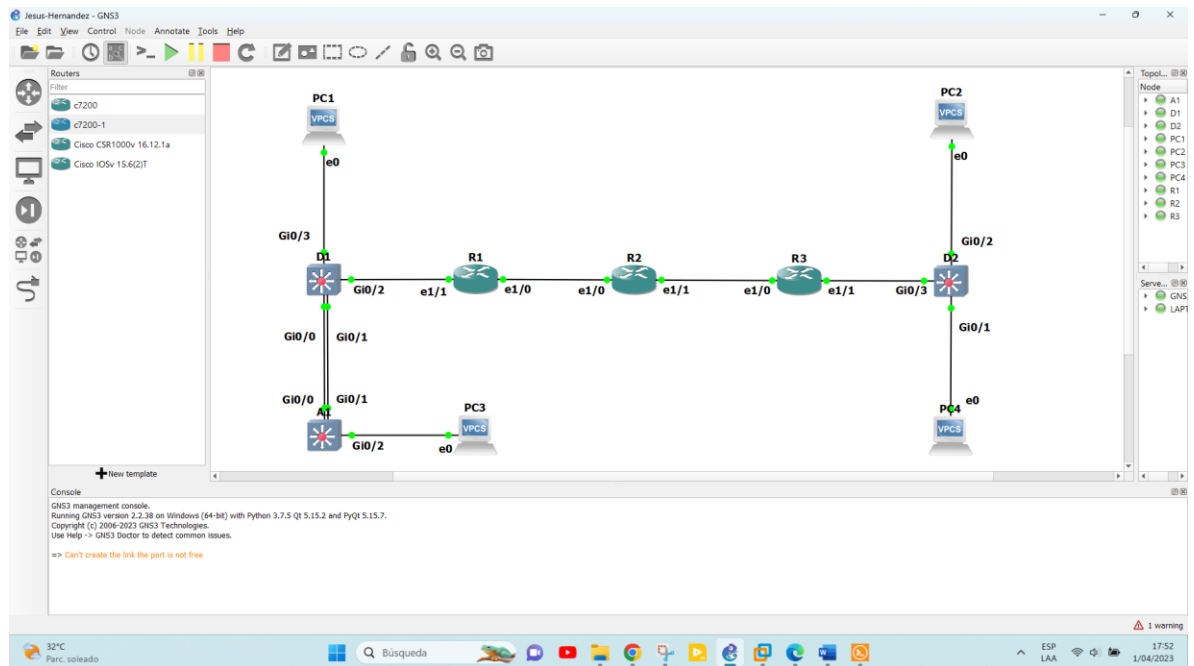 Jesus-Hernandez - GNS3
File Edit View Control Node Annotate Tools Help
Routers
Filter
c7200
c7200-1
Cisco CSR1000v 16.12.1a
Cisco IOSv 15.6(2)T
New template
PC1
VPCS
e0
PC2
VPCS
e0
Gi0/3
Gi0/2
D1
R1
R2
R3
D2
Gi0/2
e1/1
e1/0
e1/0
e1/1
e1/0
e1/1
Gi0/3
Gi0/0
Gi0/1
Gi0/1
Gi0/0
Gi0/1
A1
PC3
VPCS
Gi0/2
e0
e0
PC4
VPCS
Topol...
Node
A1
D1
D2
PC1
PC2
PC3
PC4
R1
R2
R3
Serve...
GNS
LAPT
Console
GNS3 management console.
Running GNS3 version 2.2.38 on Windows (64-bit) with Python 3.7.5 Qt 5.15.2 and PyQt 5.15.7.
Copyright (c) 2006-2023 GNS3 Technologies.
Use Help -> GNS3 Doctor to detect common issues.
=> Can't create the link the port is not free
1 warning
32°C
Parc. soleado
Búsqueda
ESP
LAA
17:52
1/04/2023